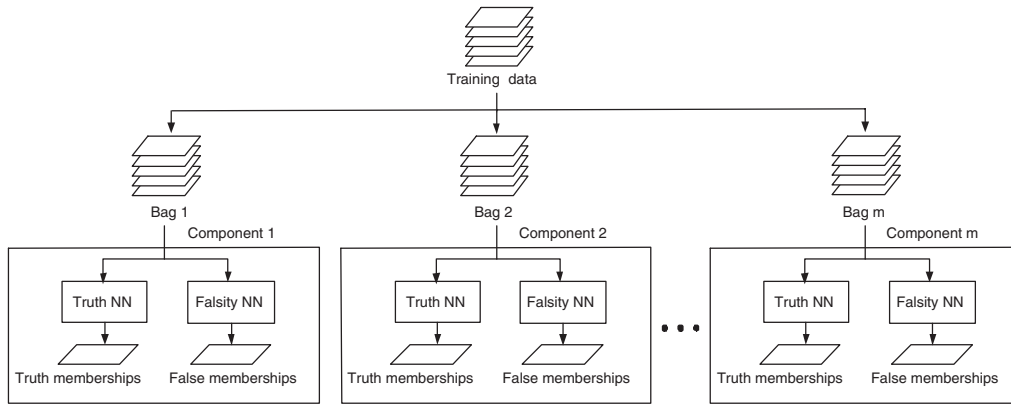 Training data
Bag 1
Bag 2
Bag m
Component 1
Component 2
Component m
Truth NN
Falsity NN
Truth NN
Falsity NN
Truth NN
Falsity NN
Truth memberships
False memberships
Truth memberships
False memberships
Truth memberships
False memberships